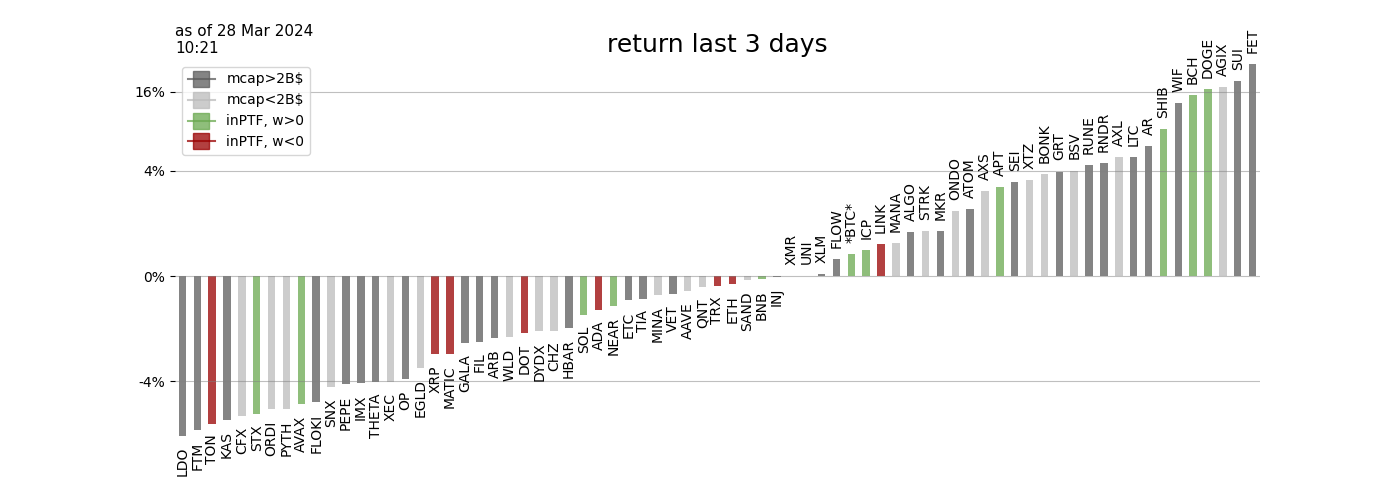 as of 28 Mar 2024
10:21
return last 3 days
mcap>2B$
mcap<2B$
inPTF, w>0
inPTF, w<0
16%
4%
0%
-4%
LDO
FTM
TON
KAS
CFX
STX
ORDI
PYTH
AVAX
FLOKI
SNX
PEPE
IMX
THETA
XEC
OP
EGLD
XRP
MATIC
GALA
FIL
ARB
WLD
DOT
DYDX
CHZ
HBAR
SOL
ADA
NEAR
ETC
TIA
MINA
VET
AAVE
QNT
TRX
ETH
SAND
BNB
INJ
XMR
UNI
XLM
FLOW
*BTC*
ICP
LINK
MANA
ALGO
STRK
MKR
ONDO
ATOM
AXS
APT
SEI
XTZ
BONK
GRT
BSV
RUNE
RNDR
AXL
LTC
AR
SHIB
WIF
BCH
DOGE
AGIX
SUI
FET